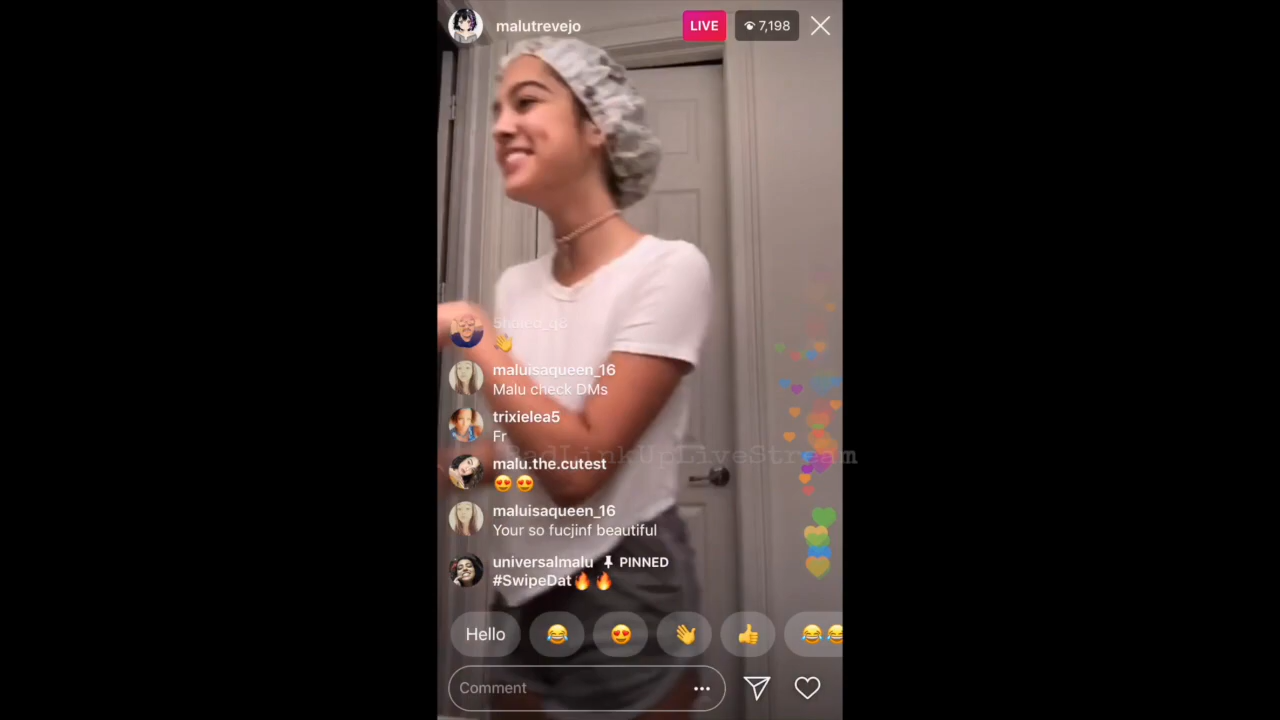 malutrevejo
LIVE
7,198
Malu check DMs
maluisaqueen_16
trixielea5
Fr
BadLinkUpLiveStream
malu.the.cutest
😍😍
maluisaqueen_16
Your so fucjinf beautiful
universalmalu PINNED
#SwipeDat🔥🔥
Hello
Comment